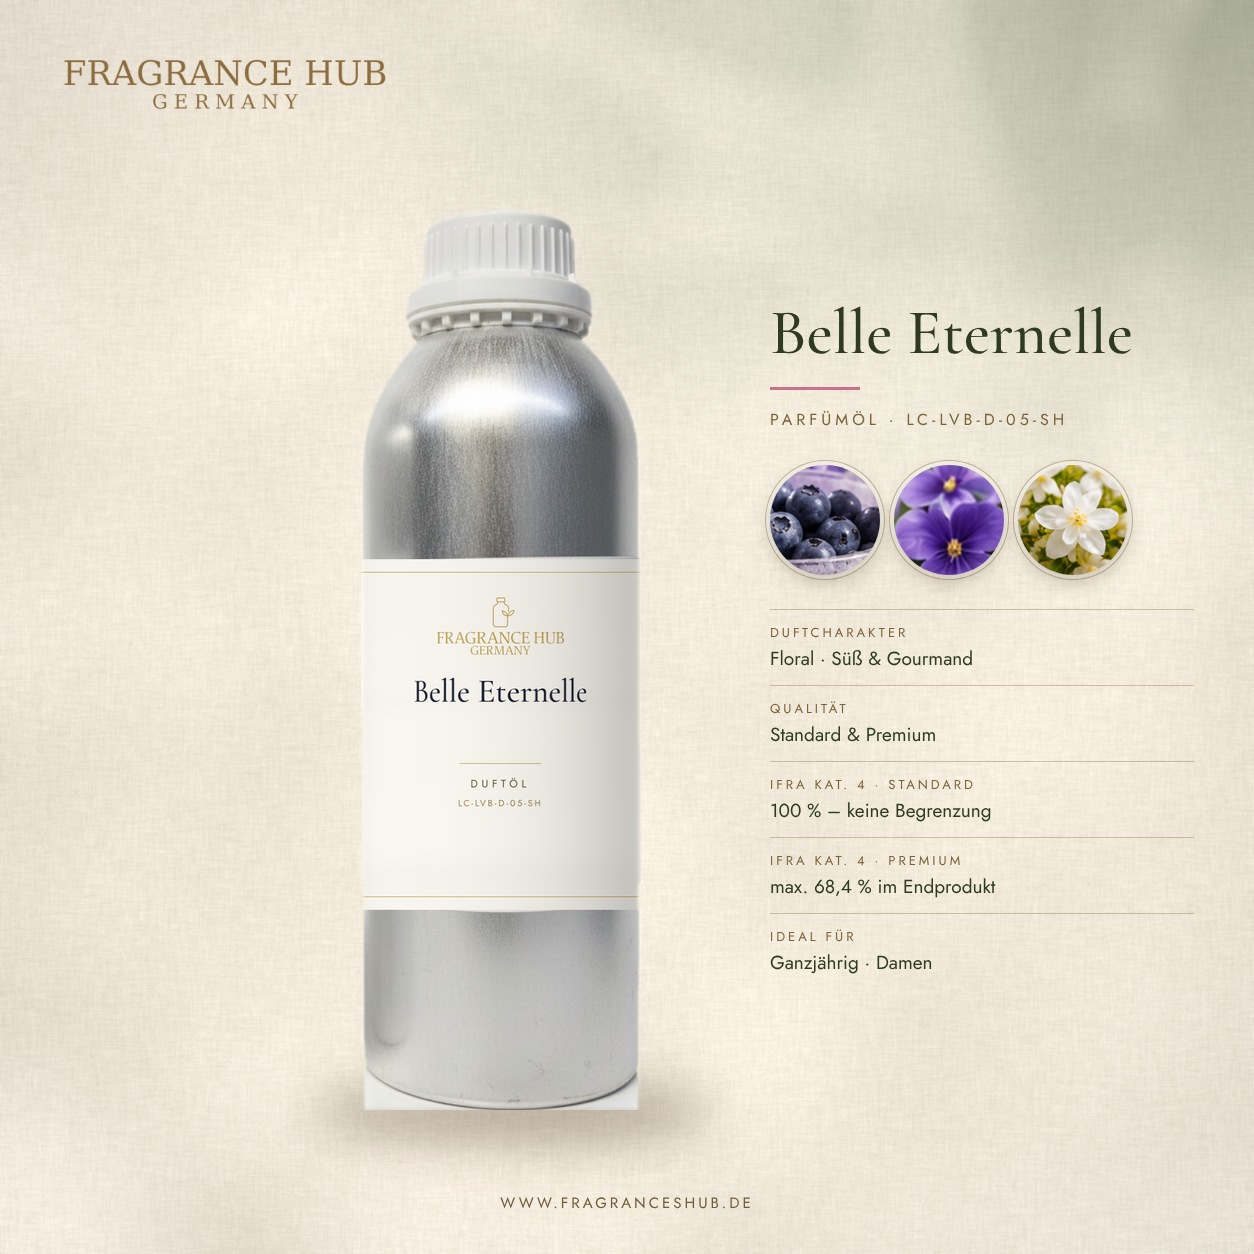 FRAGRANCE HUB
GERMANY
FRAGRANCE HUB
GERMANY
Belle Eternelle
DUFTÖL
LC-LVB-D-05-SH
Belle Eternelle
PARFÜMÖL · LC-LVB-D-05-SH
DUFTCHARAKTER
Floral · Süß & Gourmand
QUALITÄT
Standard & Premium
IFRA KAT. 4 · STANDARD
100 % – keine Begrenzung
IFRA KAT. 4 · PREMIUM
max. 68,4 % im Endprodukt
IDEAL FÜR
Ganzjährig · Damen
WWW.FRAGRANCESHUB.DE